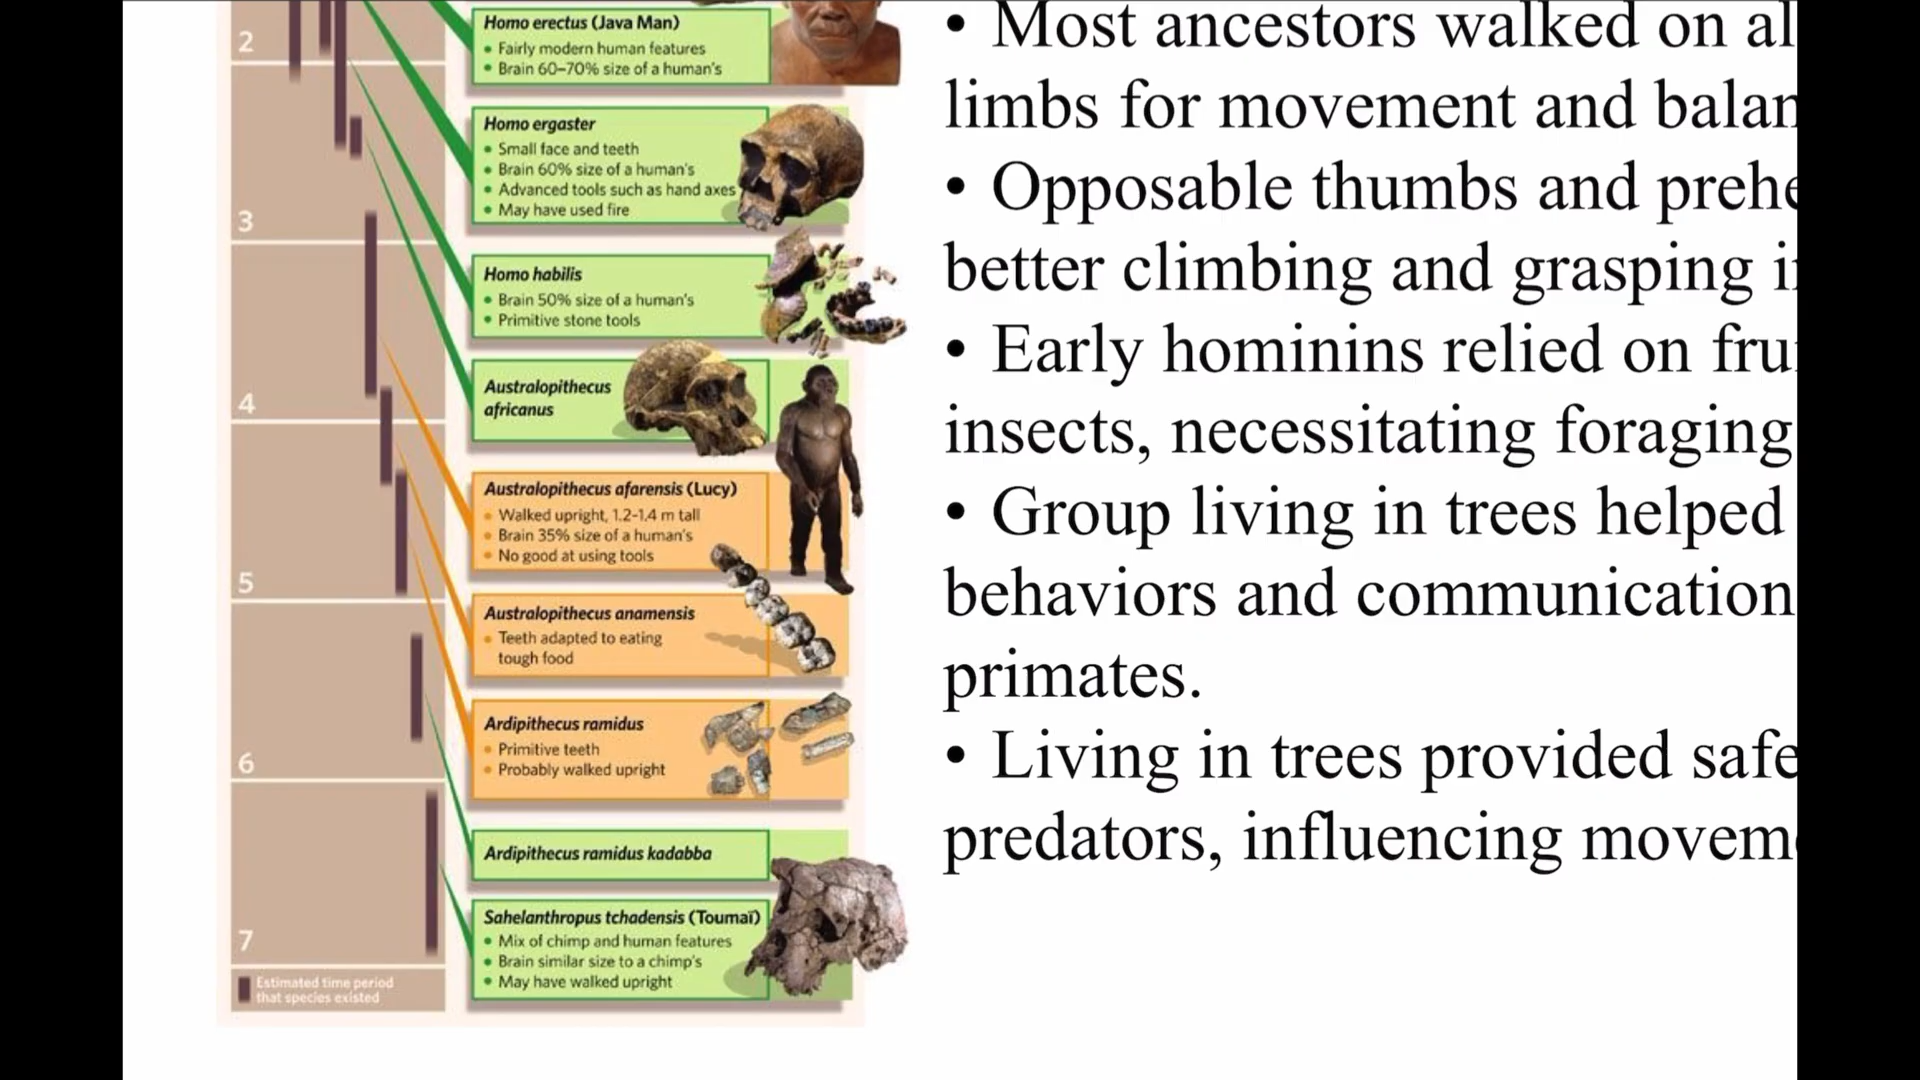 2
3
4
5
6
7
Estimated time period
that species existed
Homo erectus (Java Man)
• Fairly modern human features
• Brain 60–70% size of a human's
Homo ergaster
• Small face and teeth
• Brain 60% size of a human's
• Advanced tools such as hand axes
• May have used fire
Homo habilis
• Brain 50% size of a human's
• Primitive stone tools
Australopithecus
africanus
Australopithecus afarensis (Lucy)
• Walked upright, 1.2–1.4 m tall
• Brain 35% size of a human's
• No good at using tools
Australopithecus anamensis
• Teeth adapted to eating
tough food
Ardipithecus ramidus
• Primitive teeth
• Probably walked upright
Ardipithecus ramidus kadabba
Sahelanthropus tchadensis (Toumaï)
• Mix of chimp and human features
• Brain similar size to a chimp's
• May have walked upright
• Most ancestors walked on al
limbs for movement and balan
• Opposable thumbs and prehe
better climbing and grasping i
• Early hominins relied on fru
insects, necessitating foraging
• Group living in trees helped
behaviors and communication
primates.
• Living in trees provided safe
predators, influencing movem